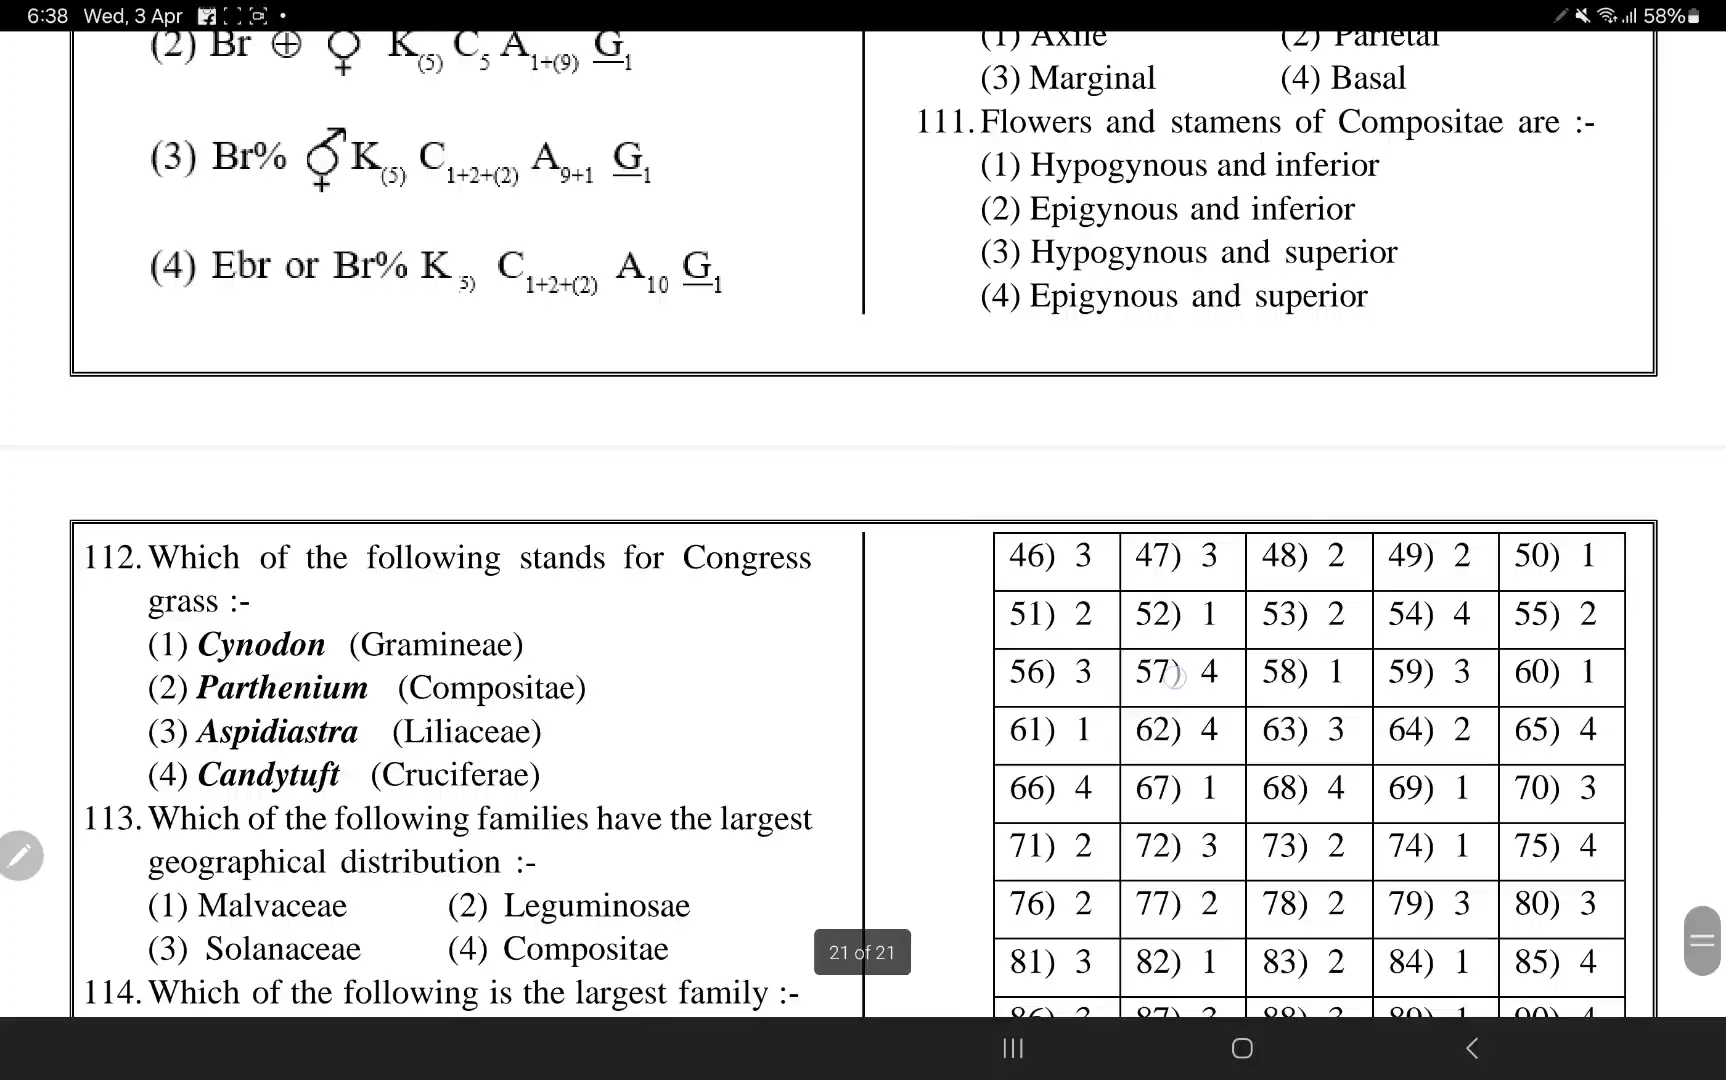 6:38 Wed, 3 Apr
58%
(2) Br ⊕ ♀ K(5) C5 A1+(9) G1
(3) Br% ⚥ K(5) C1+2+(2) A9+1 G1
(4) Ebr or Br% K 5) C1+2+(2) A10 G1
(1) Axile (2) Parietal
(3) Marginal (4) Basal
111. Flowers and stamens of Compositae are :-
(1) Hypogynous and inferior
(2) Epigynous and inferior
(3) Hypogynous and superior
(4) Epigynous and superior
112. Which of the following stands for Congress
grass :-
(1) Cynodon (Gramineae)
(2) Parthenium (Compositae)
(3) Aspidiastra (Liliaceae)
(4) Candytuft (Cruciferae)
113. Which of the following families have the largest
geographical distribution :-
(1) Malvaceae (2) Leguminosae
(3) Solanaceae (4) Compositae
114. Which of the following is the largest family :-
46) 3 47) 3 48) 2 49) 2 50) 1
51) 2 52) 1 53) 2 54) 4 55) 2
56) 3 57) 4 58) 1 59) 3 60) 1
61) 1 62) 4 63) 3 64) 2 65) 4
66) 4 67) 1 68) 4 69) 1 70) 3
71) 2 72) 3 73) 2 74) 1 75) 4
76) 2 77) 2 78) 2 79) 3 80) 3
81) 3 82) 1 83) 2 84) 1 85) 4
21 of 21